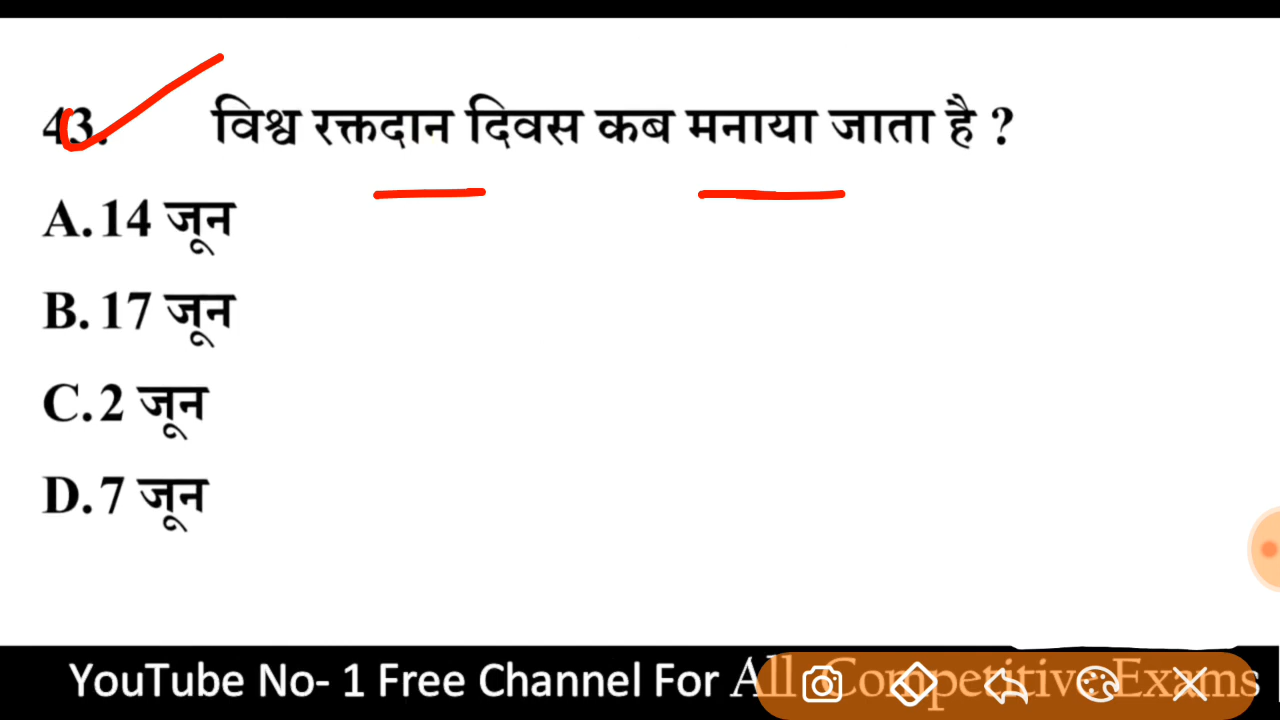 43. विश्व रक्तदान दिवस कब मनाया जाता है ?
A. 14 जून
B. 17 जून
C. 2 जून
D. 7 जून
YouTube No- 1 Free Channel For All Competitive Exams